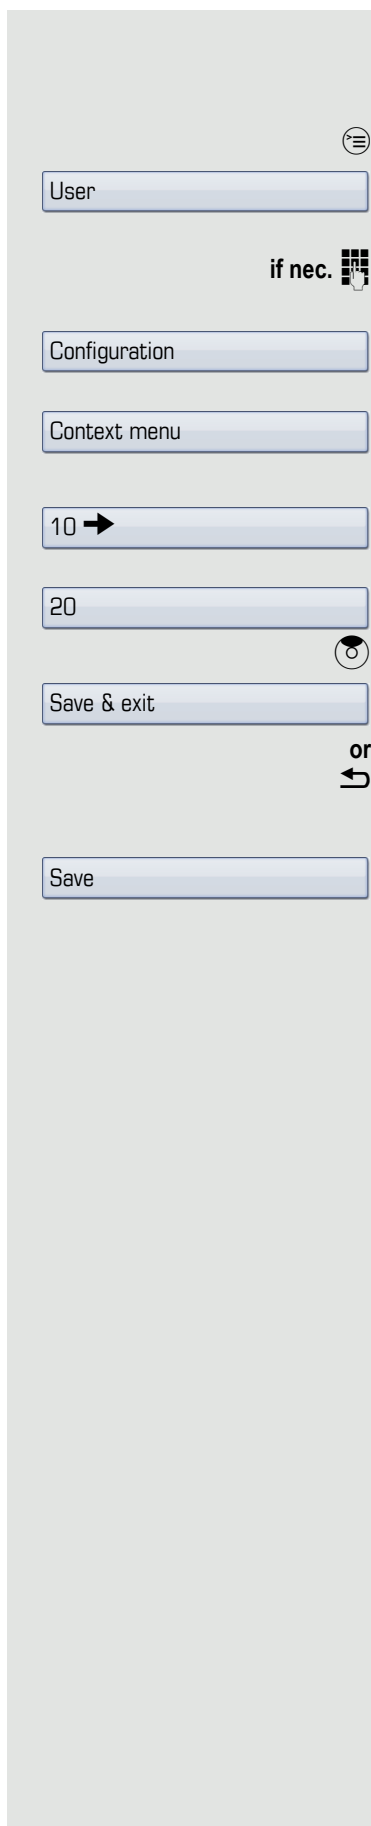 User
if nec.
Configuration
Context menu
10 →
20
Save & exit
or
Save